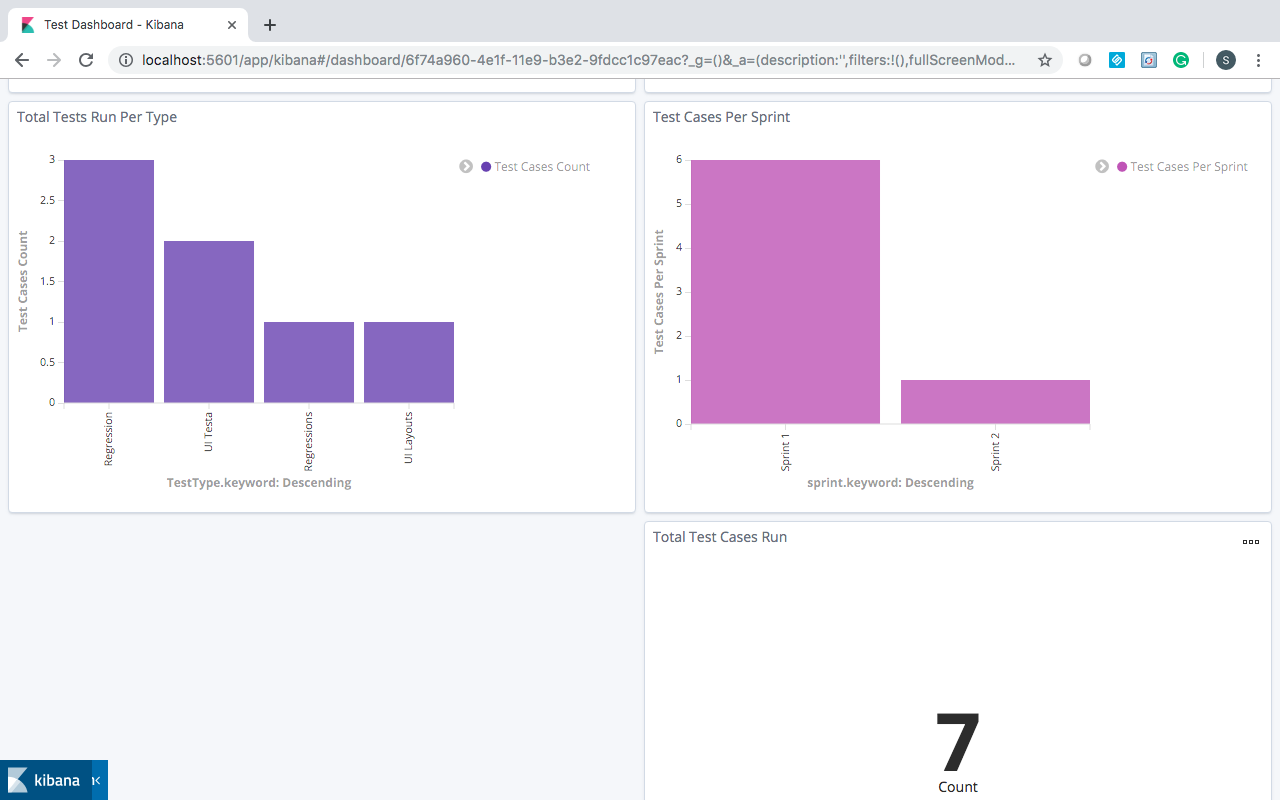 Test Dashboard - Kibana
localhost:5601/app/kibana#/dashboard/6f74a960-4e1f-11e9-b3e2-9fdcc1c97eac?_g=()&_a=(description:'',filters:!(),fullScreenMod...
S
Total Tests Run Per Type
Test Cases Count
3
2.5
2
1.5
1
0.5
0
Test Cases Count
Regression
UI Testa
Regressions
UI Layouts
TestType.keyword: Descending
Test Cases Per Sprint
Test Cases Per Sprint
6
5
4
3
2
1
0
Test Cases Per Sprint
Sprint 1
Sprint 2
sprint.keyword: Descending
Total Test Cases Run
7
Count
kibana